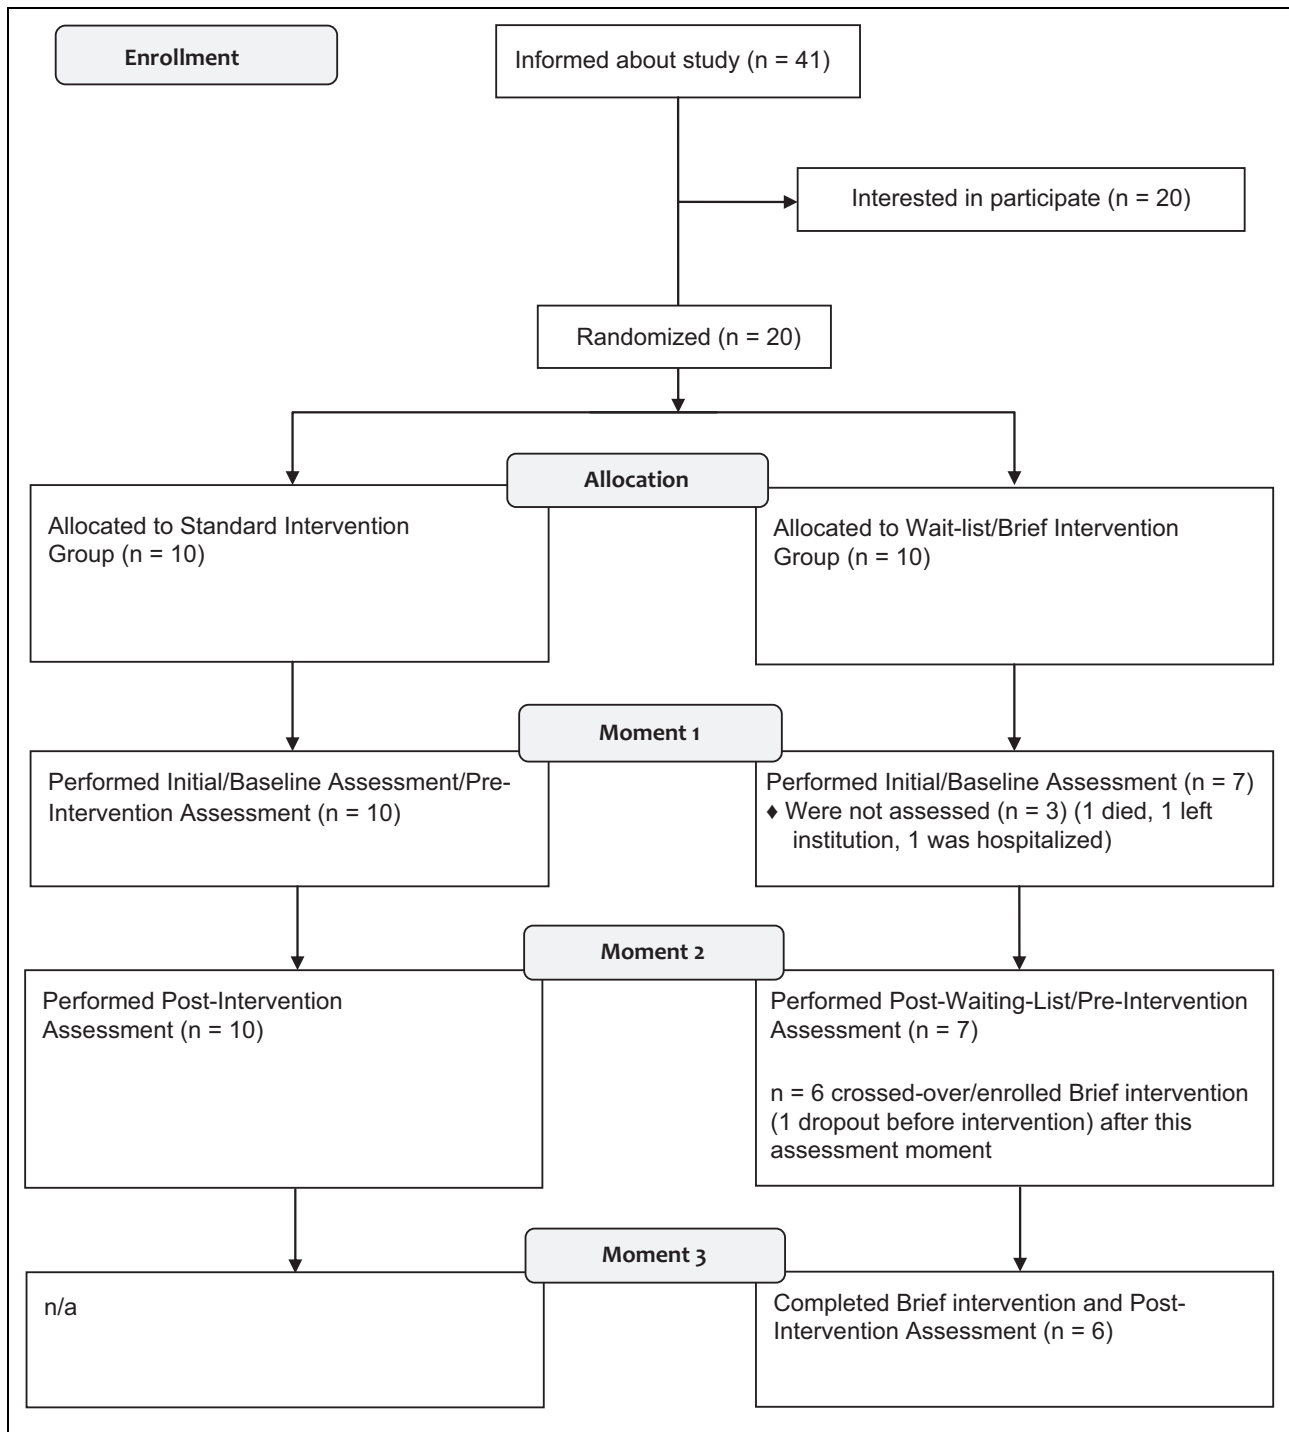 Enrollment
Informed about study (n = 41)
Interested in participate (n = 20)
Randomized (n = 20)
Allocation
Allocated to Standard Intervention
Group (n = 10)
Allocated to Wait-list/Brief Intervention
Group (n = 10)
Moment 1
Performed Initial/Baseline Assessment/Pre-
Intervention Assessment (n = 10)
Performed Initial/Baseline Assessment (n = 7)
♦ Were not assessed (n = 3) (1 died, 1 left
institution, 1 was hospitalized)
Moment 2
Performed Post-Intervention
Assessment (n = 10)
Performed Post-Waiting-List/Pre-Intervention
Assessment (n = 7)
n = 6 crossed-over/enrolled Brief intervention
(1 dropout before intervention) after this
assessment moment
Moment 3
n/a
Completed Brief intervention and Post-
Intervention Assessment (n = 6)